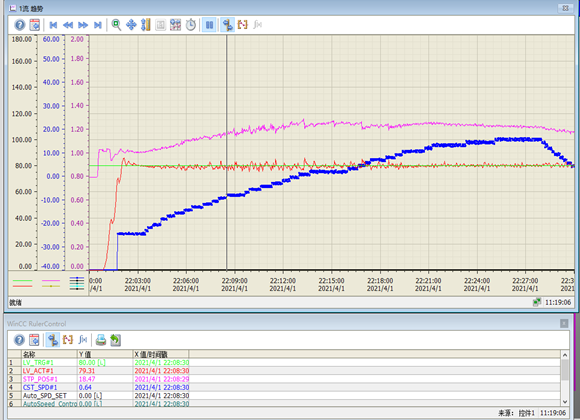 1流 趋势
180.00 60.00 2.00
160.00 50.00 1.80
140.00 40.00 1.60
30.00 1.40
120.00 20.00 1.20
100.00 10.00 1.00
80.00 0.00 0.80
60.00 -10.00 0.60
40.00 -20.00 0.40
20.00 -30.00 0.20
0.00 -40.00 0.00
0:00 22:03:00 22:06:00 22:09:00 22:12:00 22:15:00 22:18:00 22:21:00 22:24:00 22:27:00 22:3
/4/1 2021/4/1 2021/4/1 2021/4/1 2021/4/1 2021/4/1 2021/4/1 2021/4/1 2021/4/1 2021/4/1 2021/
就绪 11:19:06
WinCC RulerControl
名称 Y 值 X 值/时间戳
1 LV_TRG#1 80.00 [i.] 2021/4/1 22:08:30
2 LV_ACT#1 79.31 2021/4/1 22:08:30
3 STP_POS#1 18.47 2021/4/1 22:08:29
4 CST_SPD#1 0.64 2021/4/1 22:08:30
5 Auto_SPD_SET 0.00 [i.] 2021/4/1 22:08:30
6 AutoSpeed_Contro 0.00 [i.] 2021/4/1 22:08:30
来源: 控件1 11:19:06